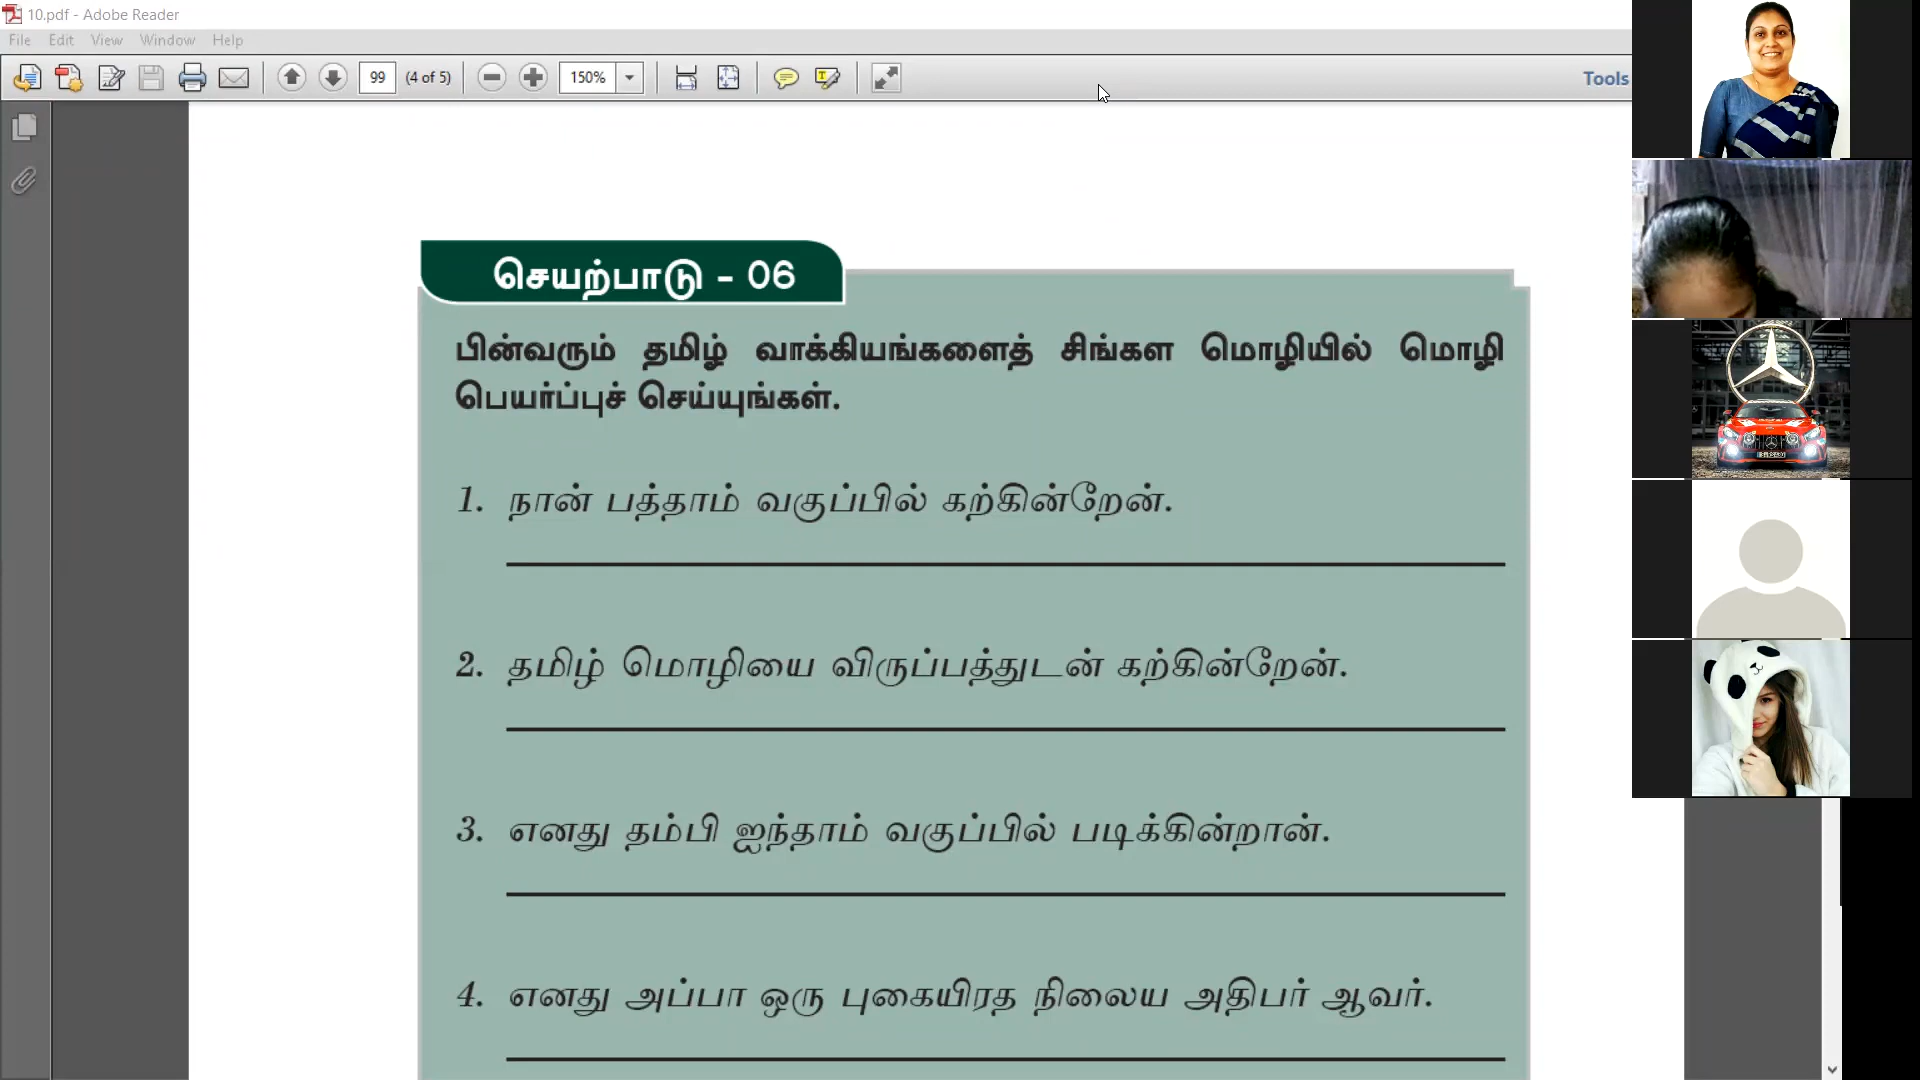 10.pdf - Adobe Reader
File Edit View Window Help
99 (4 of 5) 150% Tools
செயற்பாடு - 06
பின்வரும் தமிழ் வாக்கியங்களைத் சிங்கள மொழியில் மொழி
பெயர்ப்புச் செய்யுங்கள்.
1. நான் பத்தாம் வகுப்பில் கற்கின்றேன்.
2. தமிழ் மொழியை விருப்பத்துடன் கற்கின்றேன்.
3. எனது தம்பி ஐந்தாம் வகுப்பில் படிக்கின்றான்.
4. எனது அப்பா ஒரு புகையிரத நிலைய அதிபர் ஆவர்.